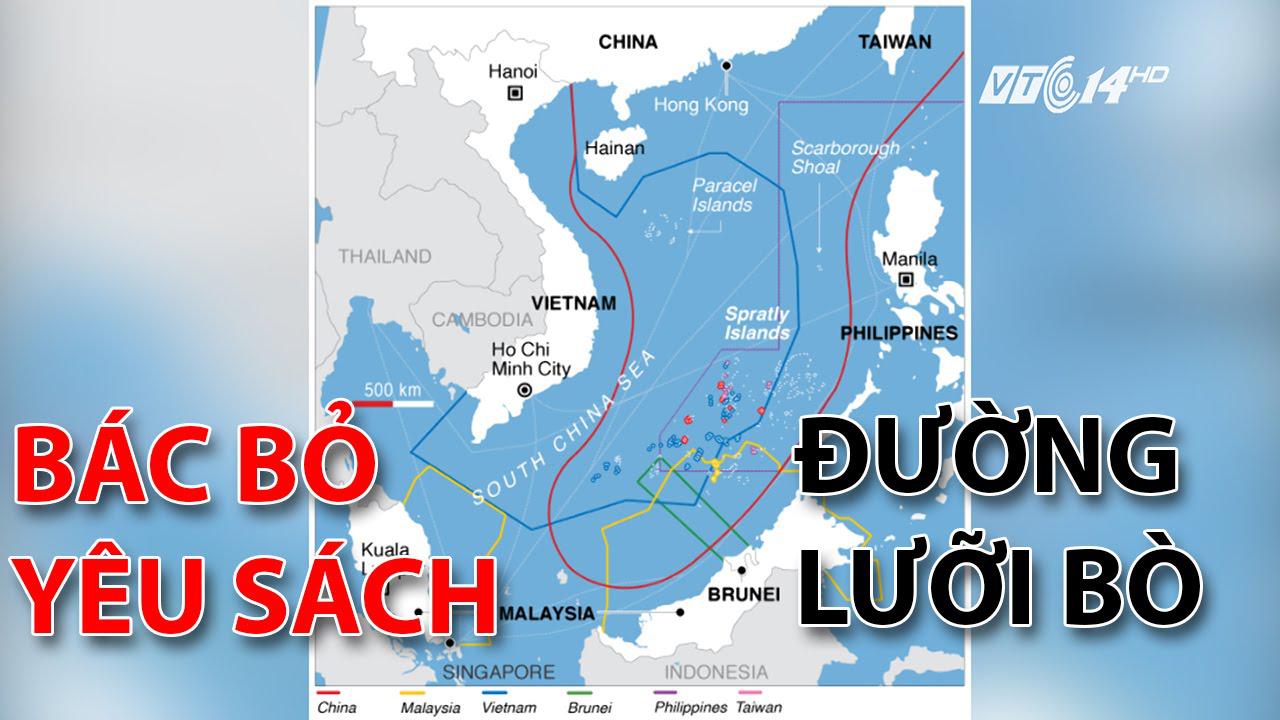 CHINA
TAIWAN
VTC14 HD
Hanoi
Hong Kong
Hainan
Scarborough
Shoal
Paracel
Islands
THAILAND
Manila
VIETNAM
CAMBODIA
Spratly
Islands
PHILIPPINES
Ho Chi
Minh City
500 km
SOUTH CHINA SEA
BÁC BỎ
YÊU SÁCH
ĐƯỜNG
LƯỠI BÒ
Kuala
MALAYSIA
BRUNEI
SINGAPORE
INDONESIA
China Malaysia Vietnam Brunei Philippines Taiwan